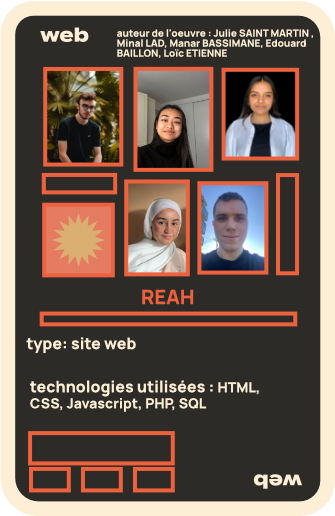 web
auteur de l'oeuvre : Julie SAINT MARTIN ,
Minal LAD, Manar BASSIMANE, Edouard
BAILLON, Loïc ETIENNE
REAH
type: site web
technologies utilisées : HTML,
CSS, Javascript, PHP, SQL
web